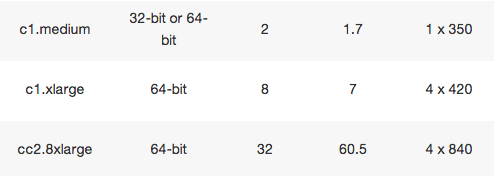 c1.medium 32-bit or 64-bit 2 1.7 1 x 350
c1.xlarge 64-bit 8 7 4 x 420
cc2.8xlarge 64-bit 32 60.5 4 x 840